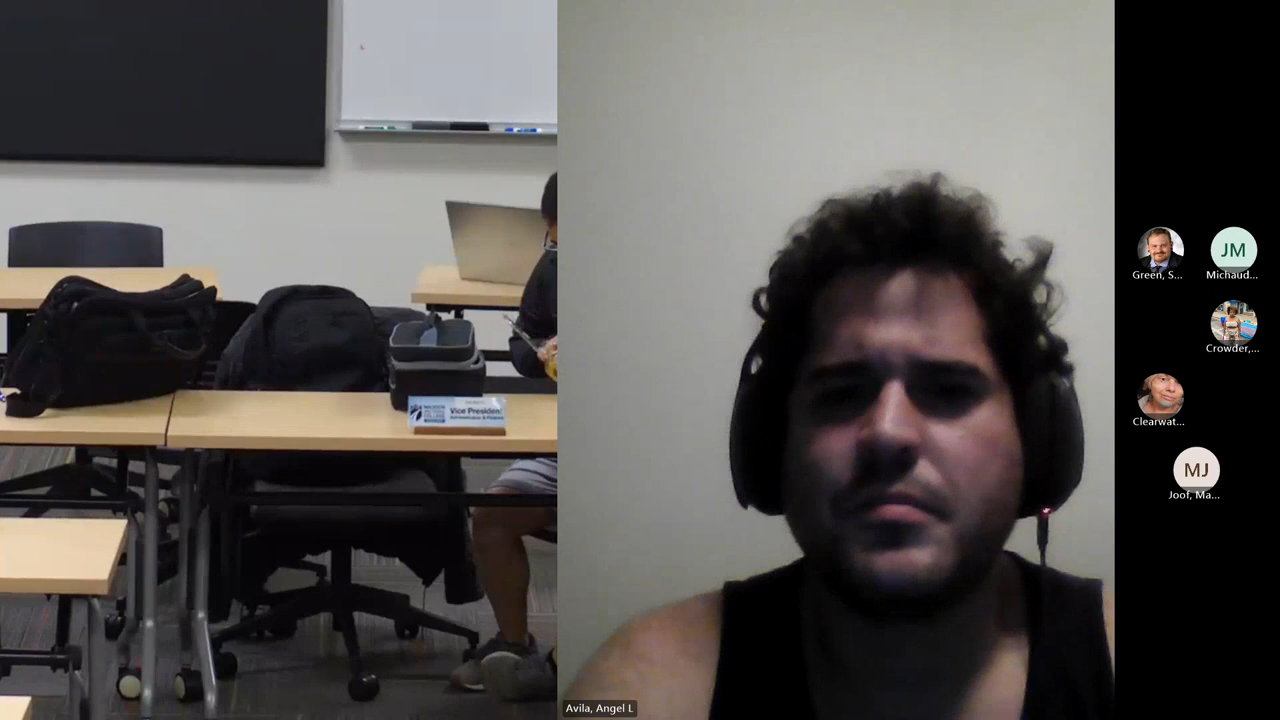 Vice President
Avila, Angel L
Green, S...
JM
Michaud...
Crowder,...
Clearwat...
MJ
Joof, Ma...